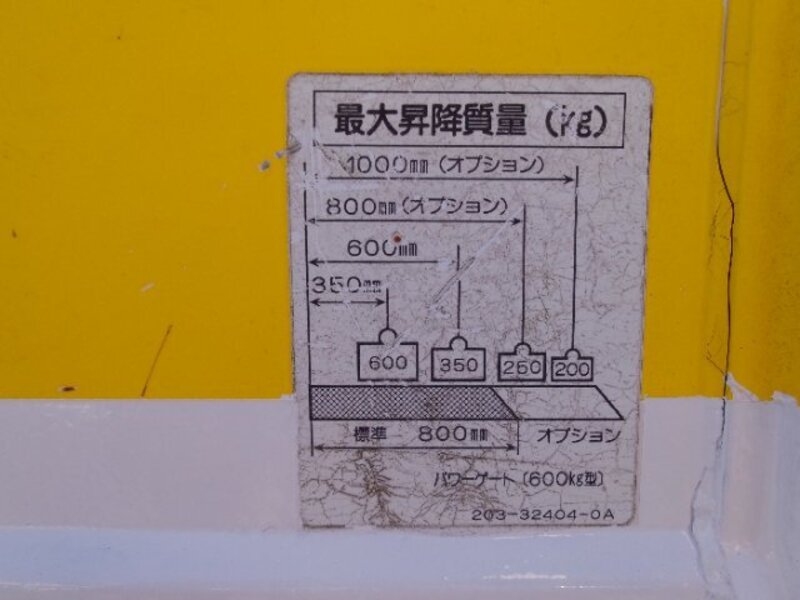 最大昇降質量 (kg)
1000mm (オプション)
800mm (オプション)
600mm
350mm
600 350 250 200
標準 800mm オプション
パワーゲート〔600kg型〕
203-32404-0A